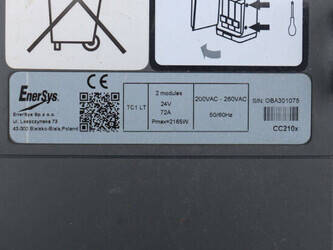 EnerSys
EnerSys Sp.z o.o.
ul. Leszczyńska 73
43-300 Bielsko-Biała,Poland
CE
TC1 LT
2 modules
24V
72A
Pmax=2165W
200VAC - 260VAC
50/60Hz
S/N: OBA301075
CC210x